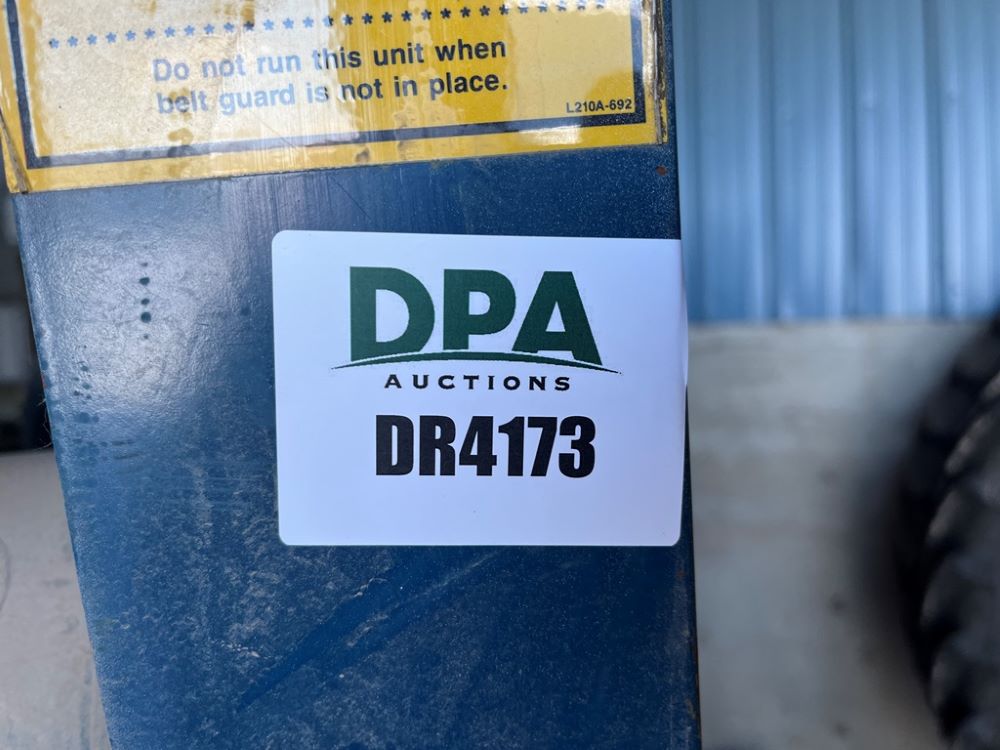 * * * * * * * * * * * * * * * * * * * * * * * * * * * * * *
Do not run this unit when
belt guard is not in place.
L210A-692
DPA
AUCTIONS
DR4173